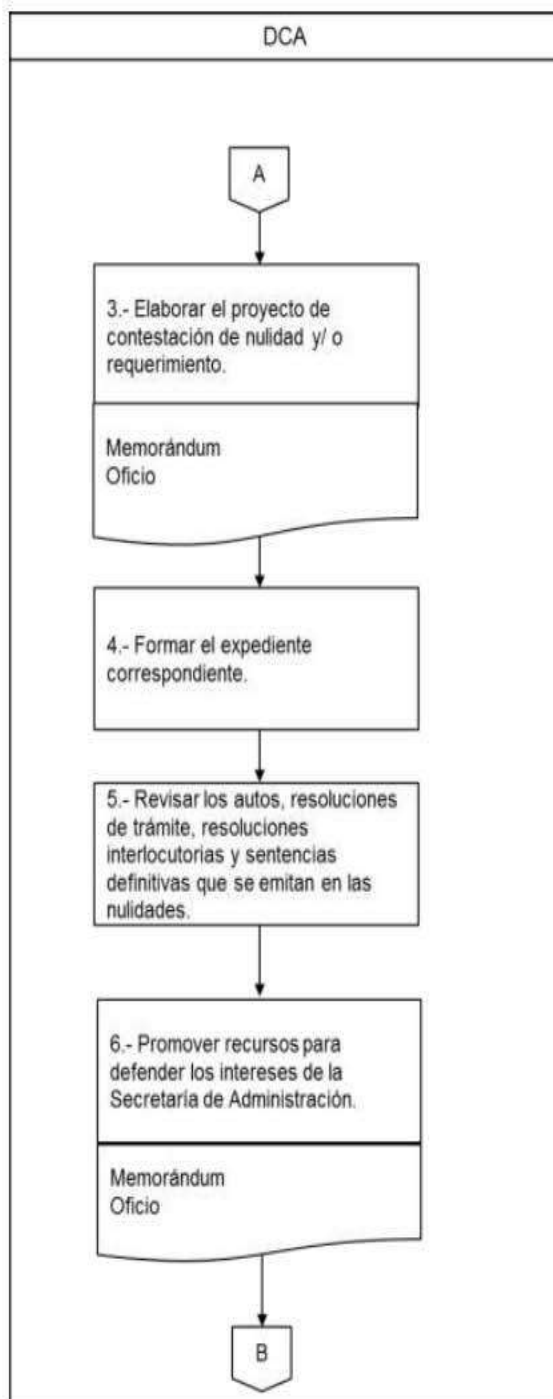 DCA
A
3.- Elaborar el proyecto de
contestación de nulidad y/ o
requerimiento.
Memorándum
Oficio
4.- Formar el expediente
correspondiente.
5.- Revisar los autos, resoluciones
de trámite, resoluciones
interlocutorias y sentencias
definitivas que se emitan en las
nulidades.
6.- Promover recursos para
defender los intereses de la
Secretaría de Administración.
Memorándum
Oficio
B